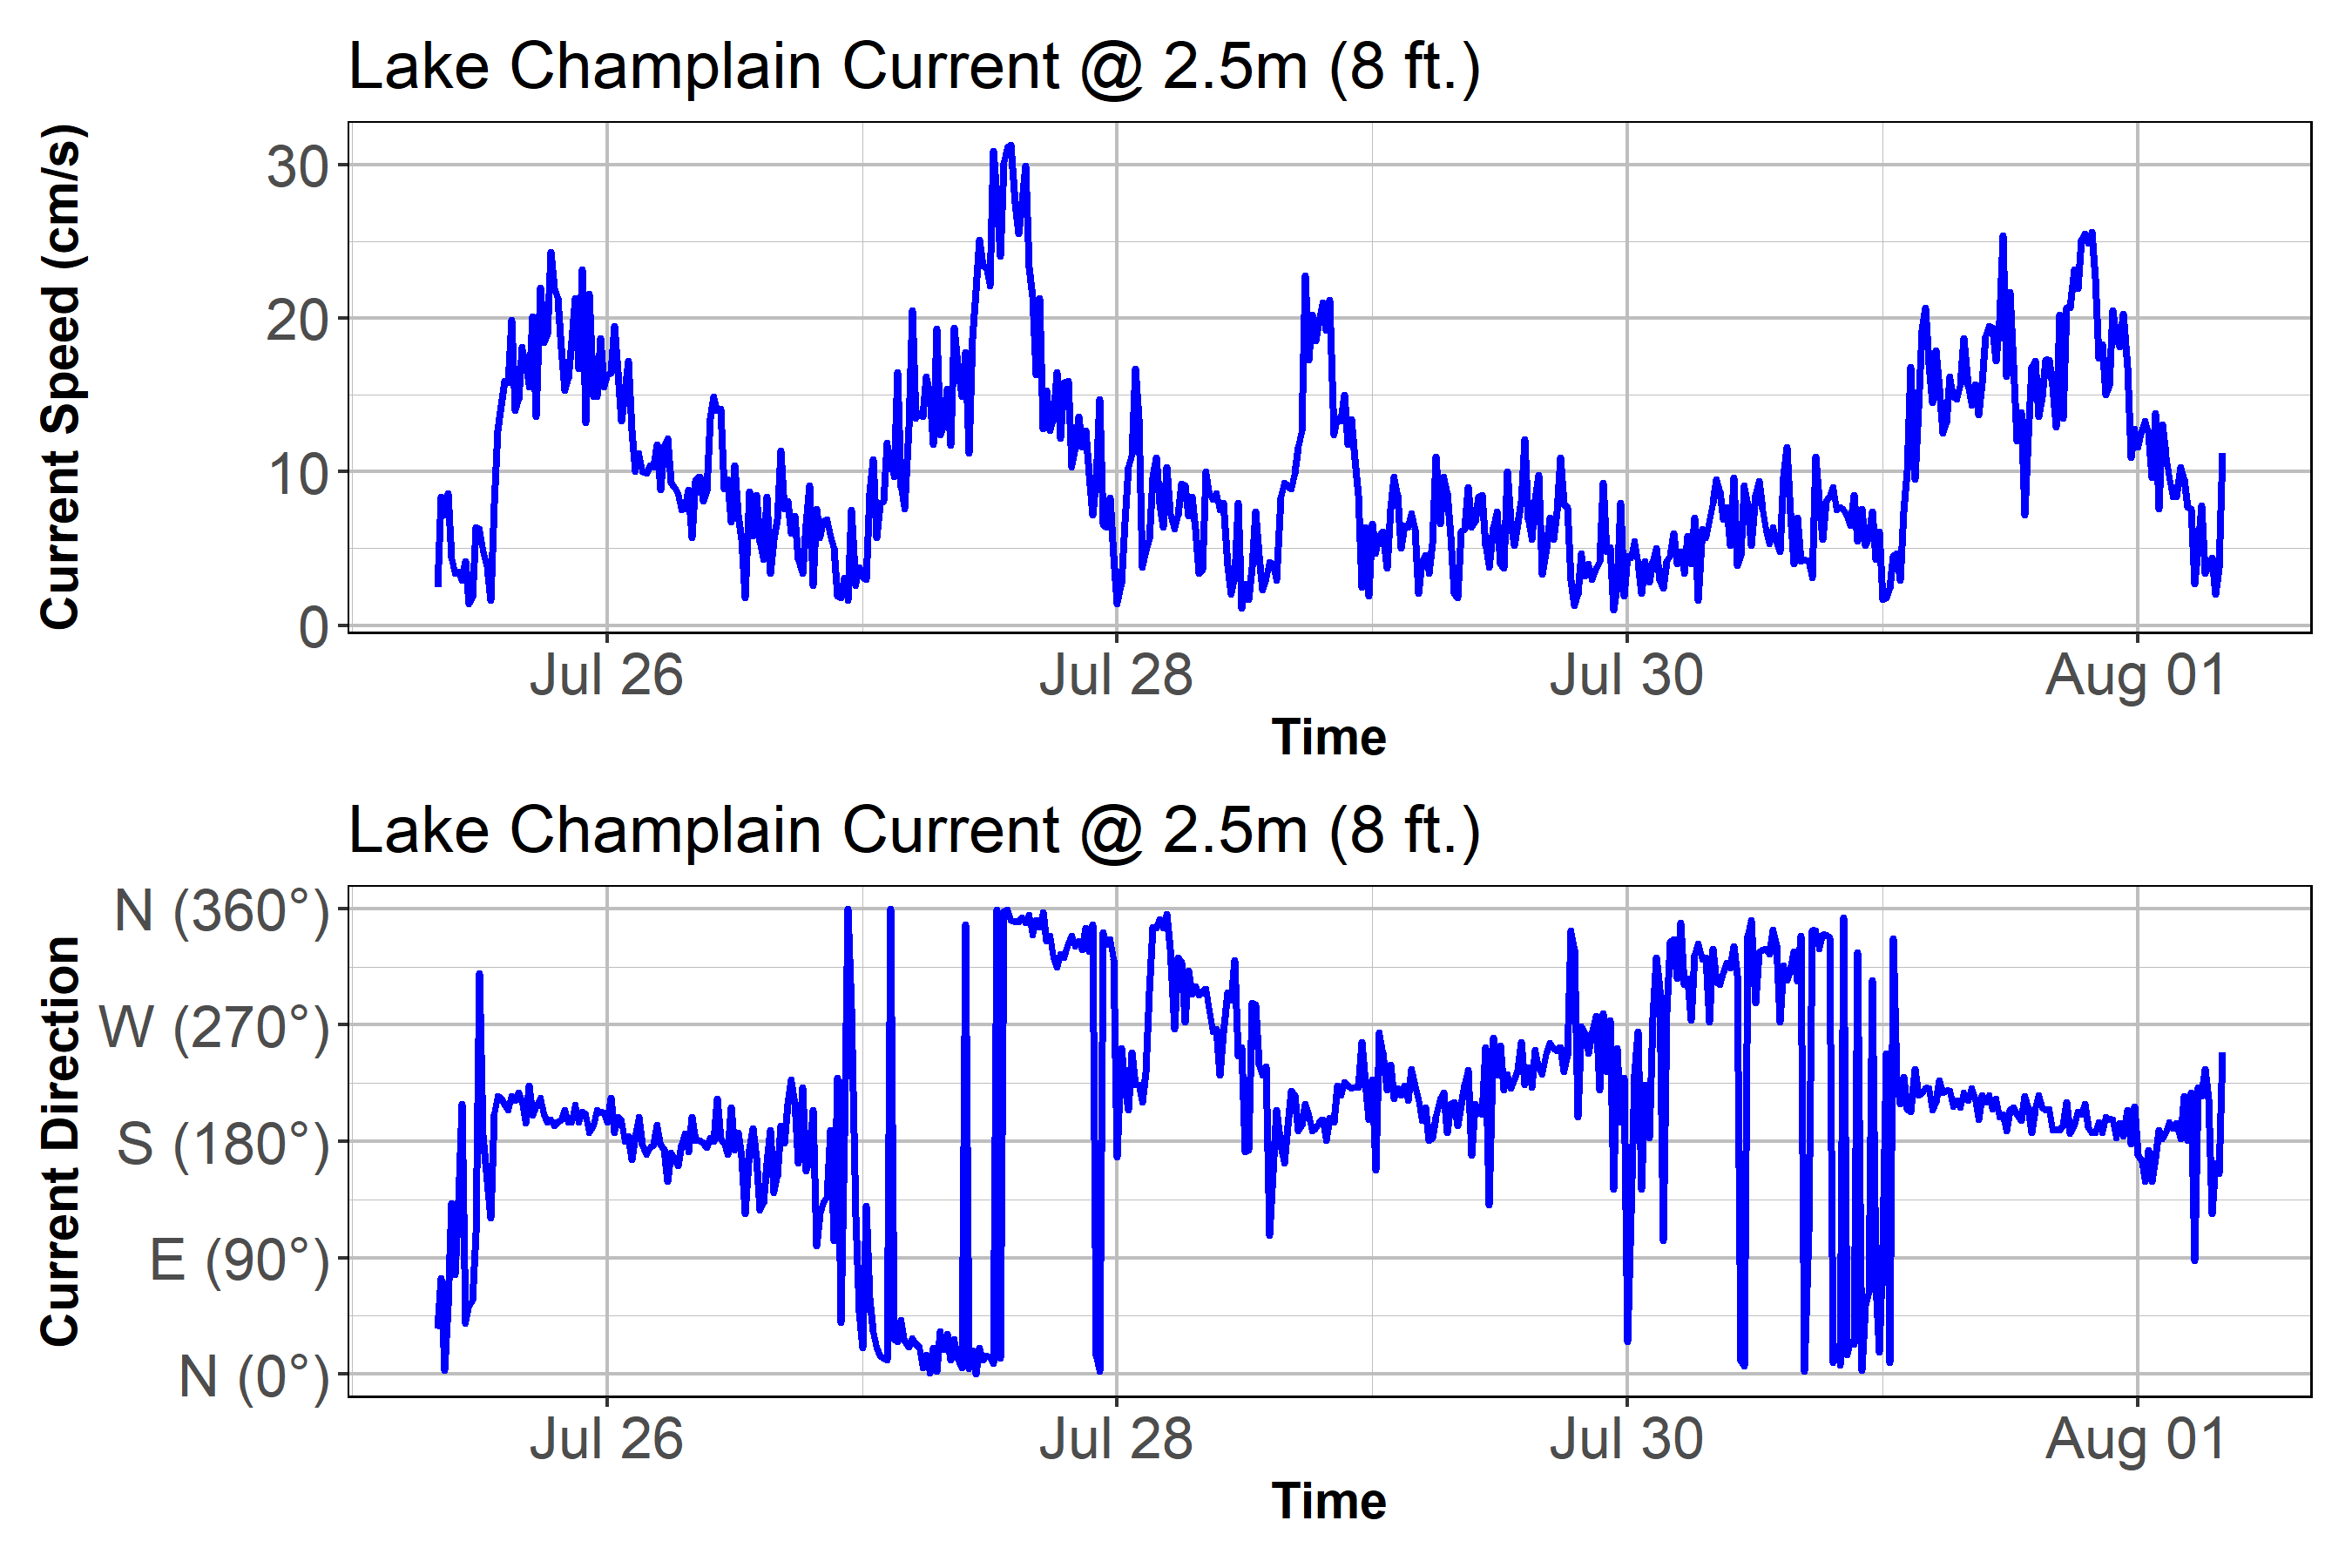 Lake Champlain Current @ 2.5m (8 ft.)
Current Speed (cm/s)
30
20
10
0
Jul 26 Jul 28 Jul 30 Aug 01
Time
Lake Champlain Current @ 2.5m (8 ft.)
Current Direction
N (360°)
W (270°)
S (180°)
E (90°)
N (0°)
Jul 26 Jul 28 Jul 30 Aug 01
Time